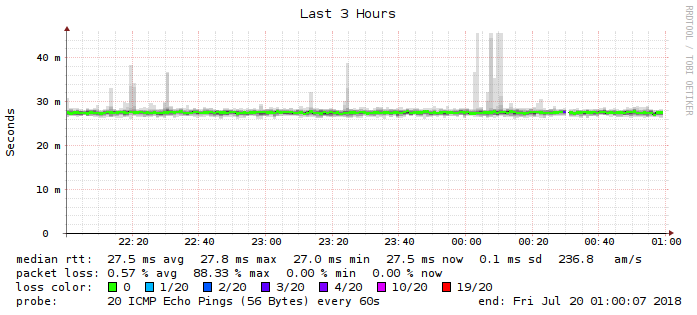 Last 3 Hours
RRDTOOL / TOBI OETIKER
Seconds
40 m
30 m
20 m
10 m
0
22:20 22:40 23:00 23:20 23:40 00:00 00:20 00:40 01:00
median rtt: 27.5 ms avg 27.8 ms max 27.0 ms min 27.5 ms now 0.1 ms sd 236.8 am/s
packet loss: 0.57 % avg 88.33 % max 0.00 % min 0.00 % now
loss color: 0 1/20 2/20 3/20 4/20 10/20 19/20
probe: 20 ICMP Echo Pings (56 Bytes) every 60s end: Fri Jul 20 01:00:07 2018